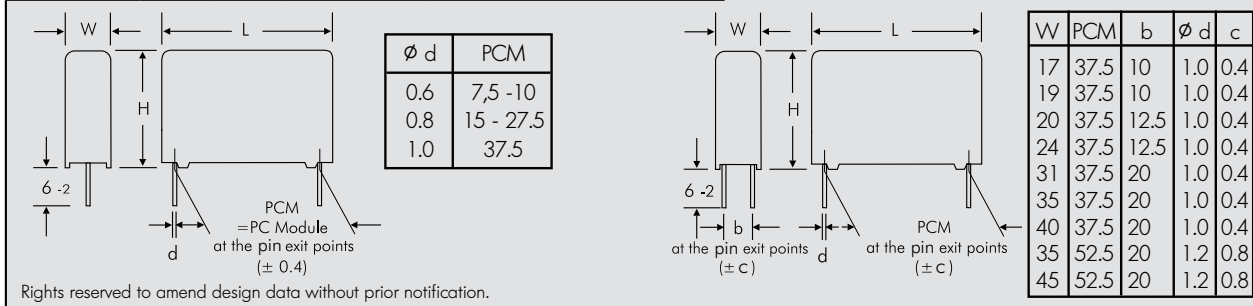 W
L
H
6 -2
d
PCM
=PC Module
at the pin exit points
(± 0.4)
Ø d PCM
0.6 7,5 -10
0.8 15 - 27.5
1.0 37.5
W
L
H
6 -2
b
at the pin exit points
(± c)
d
PCM
at the pin exit points
(± c)
W PCM b Ø d c
17 37.5 10 1.0 0.4
19 37.5 10 1.0 0.4
20 37.5 12.5 1.0 0.4
24 37.5 12.5 1.0 0.4
31 37.5 20 1.0 0.4
35 37.5 20 1.0 0.4
40 37.5 20 1.0 0.4
35 52.5 20 1.2 0.8
45 52.5 20 1.2 0.8
Rights reserved to amend design data without prior notification.